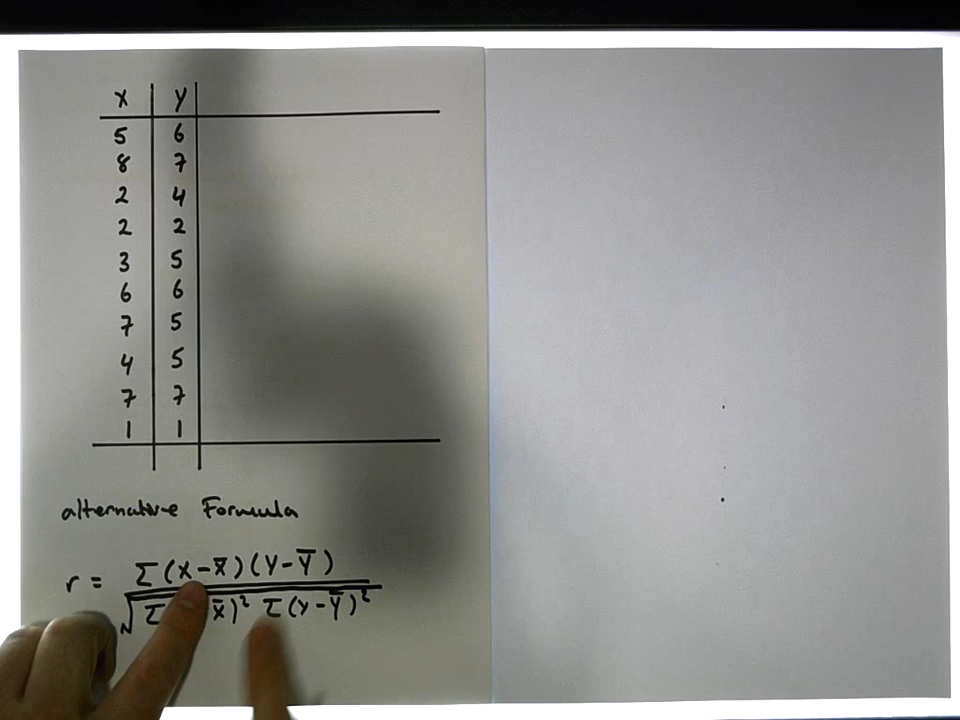 x y
5 6
8 7
2 4
2 2
3 5
6 6
7 5
4 5
7 7
1 1
alternative Formula
r = Σ(x-x̅)(y-y̅)
√Σ x̅)² Σ(y-y̅)²